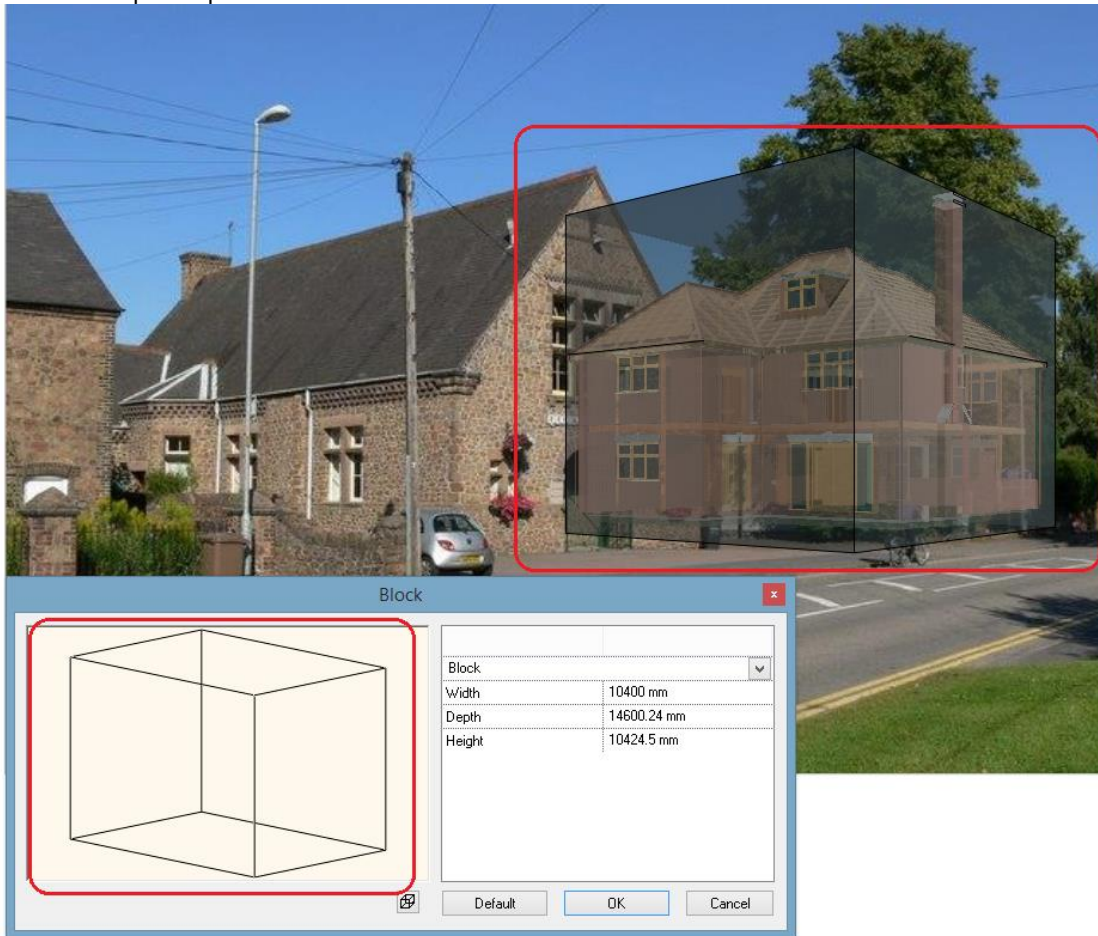 Block
x
Block
Width 10400 mm
Depth 14600.24 mm
Height 10424.5 mm
Default OK Cancel